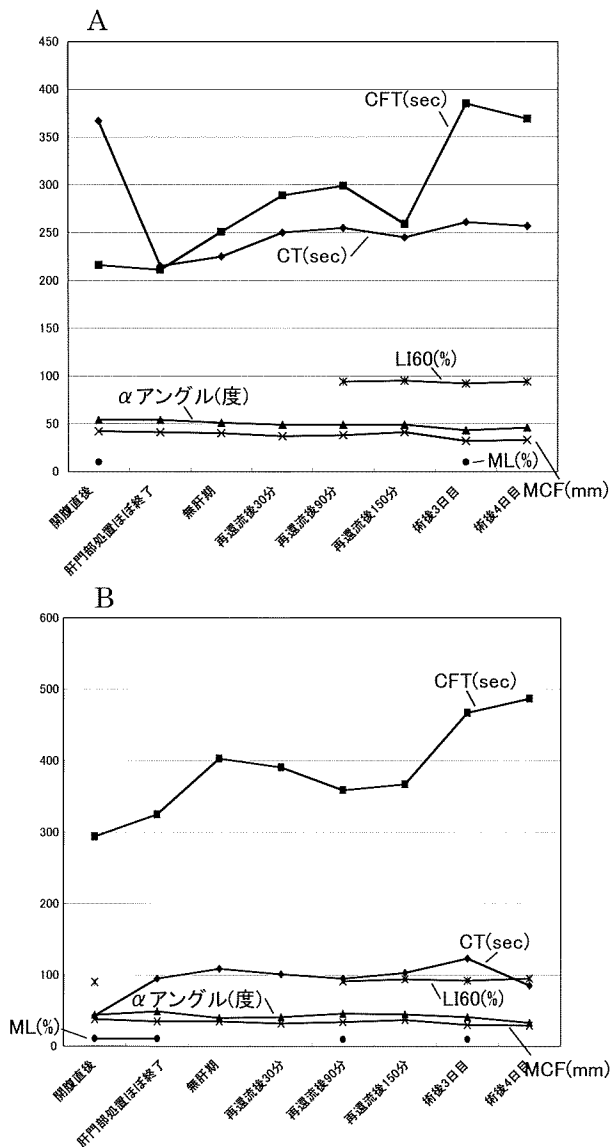 A
450
400
350
300
250
200
150
100
50
0
CFT(sec)
CT(sec)
LI60(%)
αアングル(度)
ML(%)
MCF(mm)
開腹直後
肝門部処置ほぼ終了
無肝期
再還流後30分
再還流後90分
再還流後150分
術後3日目
術後4日目
B
600
500
400
300
200
100
0
CFT(sec)
CT(sec)
LI60(%)
αアングル(度)
ML(%)
MCF(mm)
開腹直後
肝門部処置ほぼ終了
無肝期
再還流後30分
再還流後90分
再還流後150分
術後3日目
術後4日目